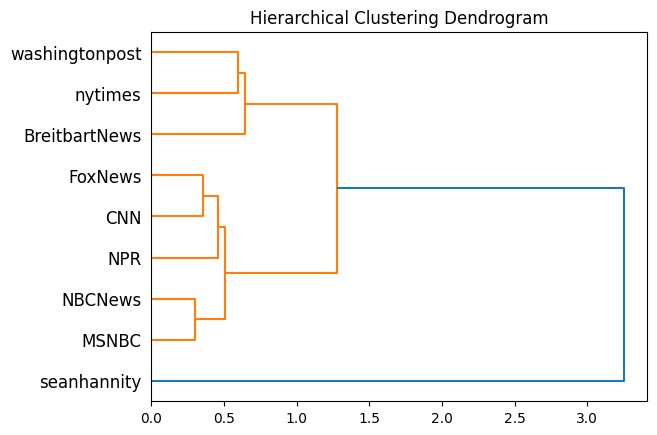 Hierarchical Clustering Dendrogram
washingtonpost
nytimes
BreitbartNews
FoxNews
CNN
NPR
NBCNews
MSNBC
seanhannity
0.0 0.5 1.0 1.5 2.0 2.5 3.0